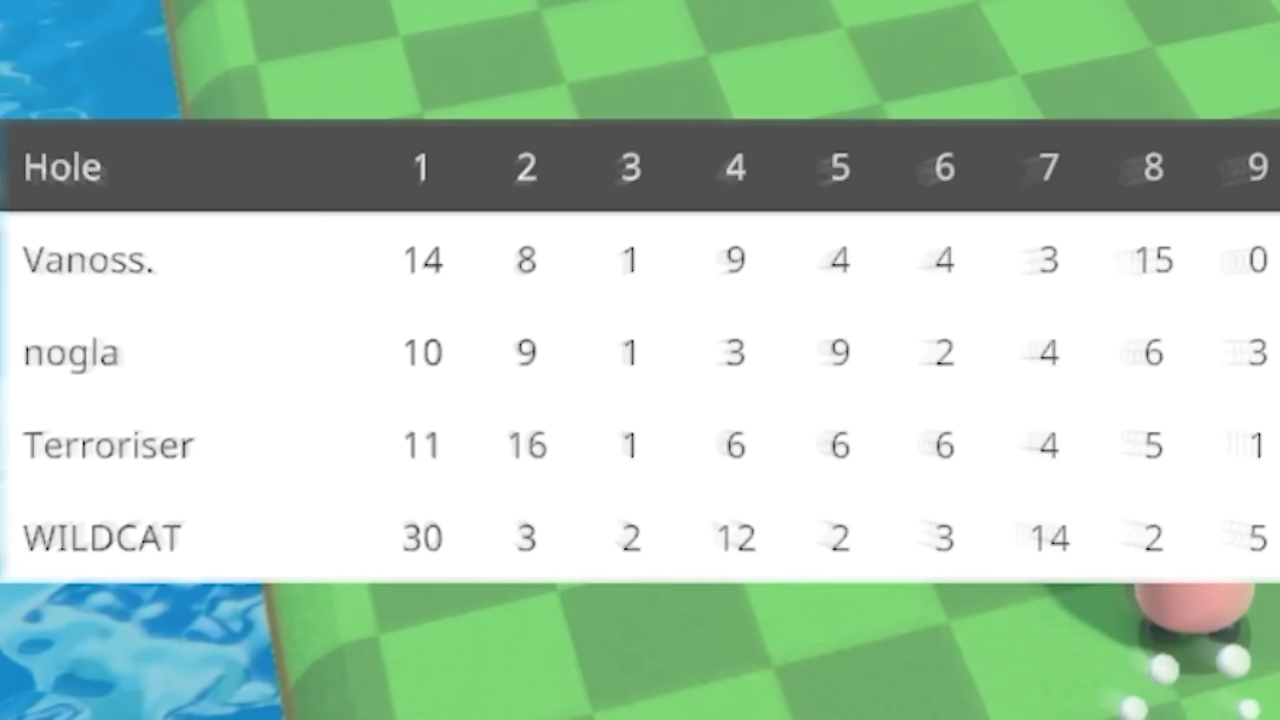 Hole 1 2 3 4 5 6 7 8 9
Vanoss. 14 8 1 9 4 4 3 15 0
nogla 10 9 1 3 9 2 4 6 3
Terroriser 11 16 1 6 6 6 4 5 1
WILDCAT 30 3 2 12 2 3 14 2 5